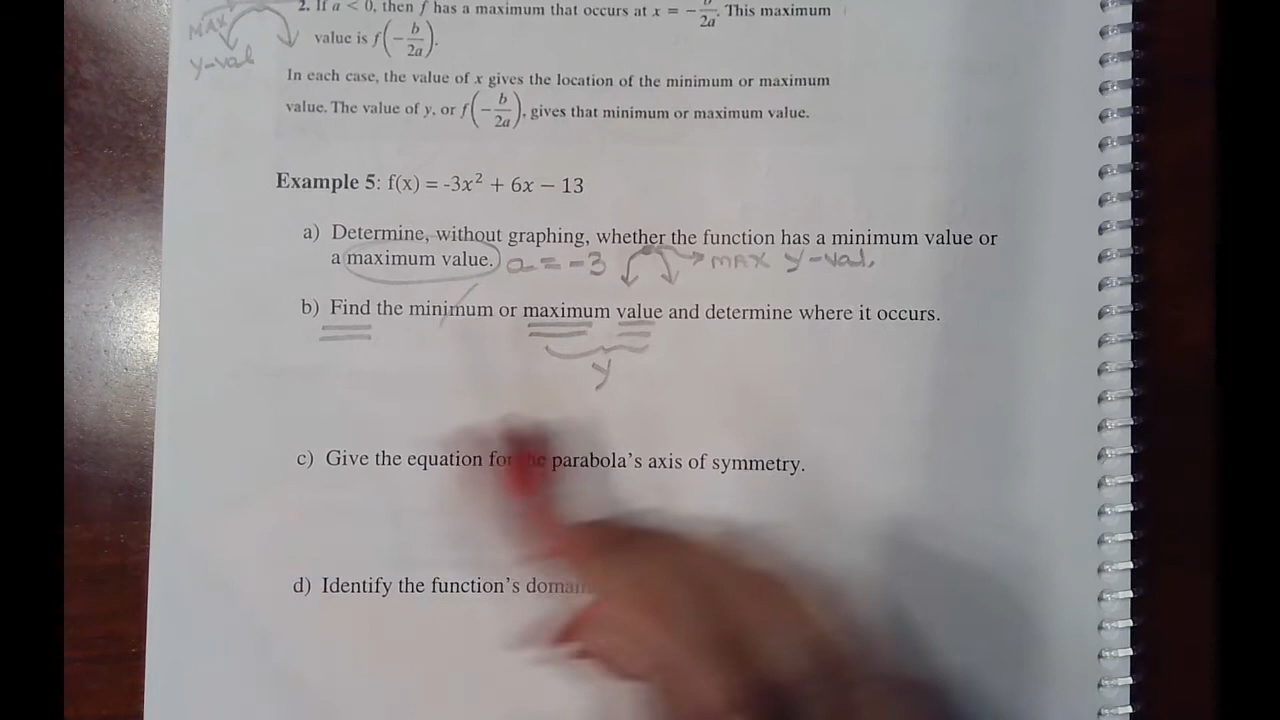 2. If a < 0, then f has a maximum that occurs at x = -b/2a. This maximum
MAX
value is f(-b/2a).
y-val
In each case, the value of x gives the location of the minimum or maximum
value. The value of y, or f(-b/2a), gives that minimum or maximum value.
Example 5: f(x) = -3x² + 6x – 13
a) Determine, without graphing, whether the function has a minimum value or
a maximum value. a = -3 → MAX y-val.
b) Find the minimum or maximum value and determine where it occurs.
y
c) Give the equation for the parabola's axis of symmetry.
d) Identify the function's domain